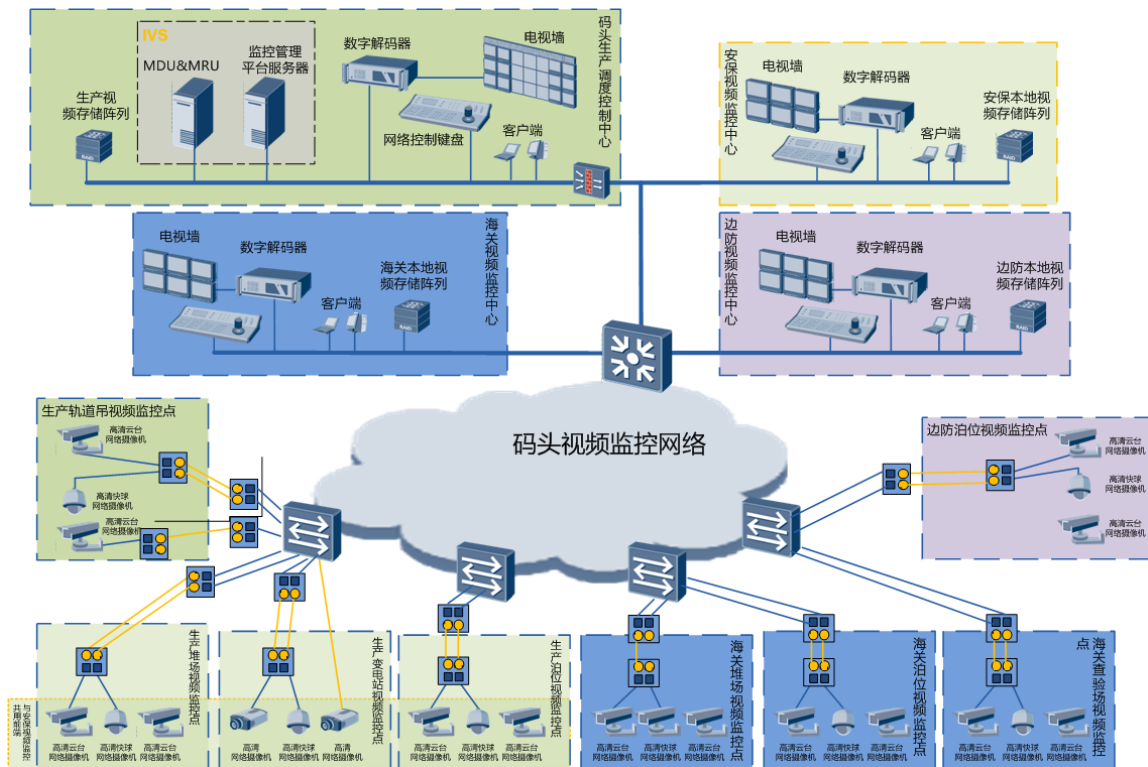 IVS
MDU&MRU
监控管理
平台服务器
生产视
频存储阵列
数字解码器
电视墙
网络控制键盘
客户端
码头生产调度控制中心
RAID
电视墙
数字解码器
安保本地视
频存储阵列
客户端
安保视频监控中心
RAID
电视墙
数字解码器
海关本地视
频存储阵列
客户端
海关视频监控中心
RAID
电视墙
数字解码器
边防本地视
频存储阵列
客户端
边防视频监控中心
RAID
码头视频监控网络
生产轨道吊视频监控点
高清云台
网络摄像机
高清快球
网络摄像机
高清云台
网络摄像机
边防泊位视频监控点
高清云台
网络摄像机
高清快球
网络摄像机
高清云台
网络摄像机
生产堆场视频监控点
与安保视频监控
共用前端
高清云台
网络摄像机
高清快球
网络摄像机
高清云台
网络摄像机
生产变电站视频监控点
高清
网络摄像机
高清快球
网络摄像机
高清
网络摄像机
生产泊位视频监控点
高清云台
网络摄像机
高清快球
网络摄像机
高清云台
网络摄像机
海关堆场视频监控点
高清云台
网络摄像机
高清云台
网络摄像机
高清云台
网络摄像机
海关泊位视频监控点
高清云台
网络摄像机
高清快球
网络摄像机
高清云台
网络摄像机
海关查验场视频监控
点
高清云台
网络摄像机
高清快球
网络摄像机
高清云台
网络摄像机